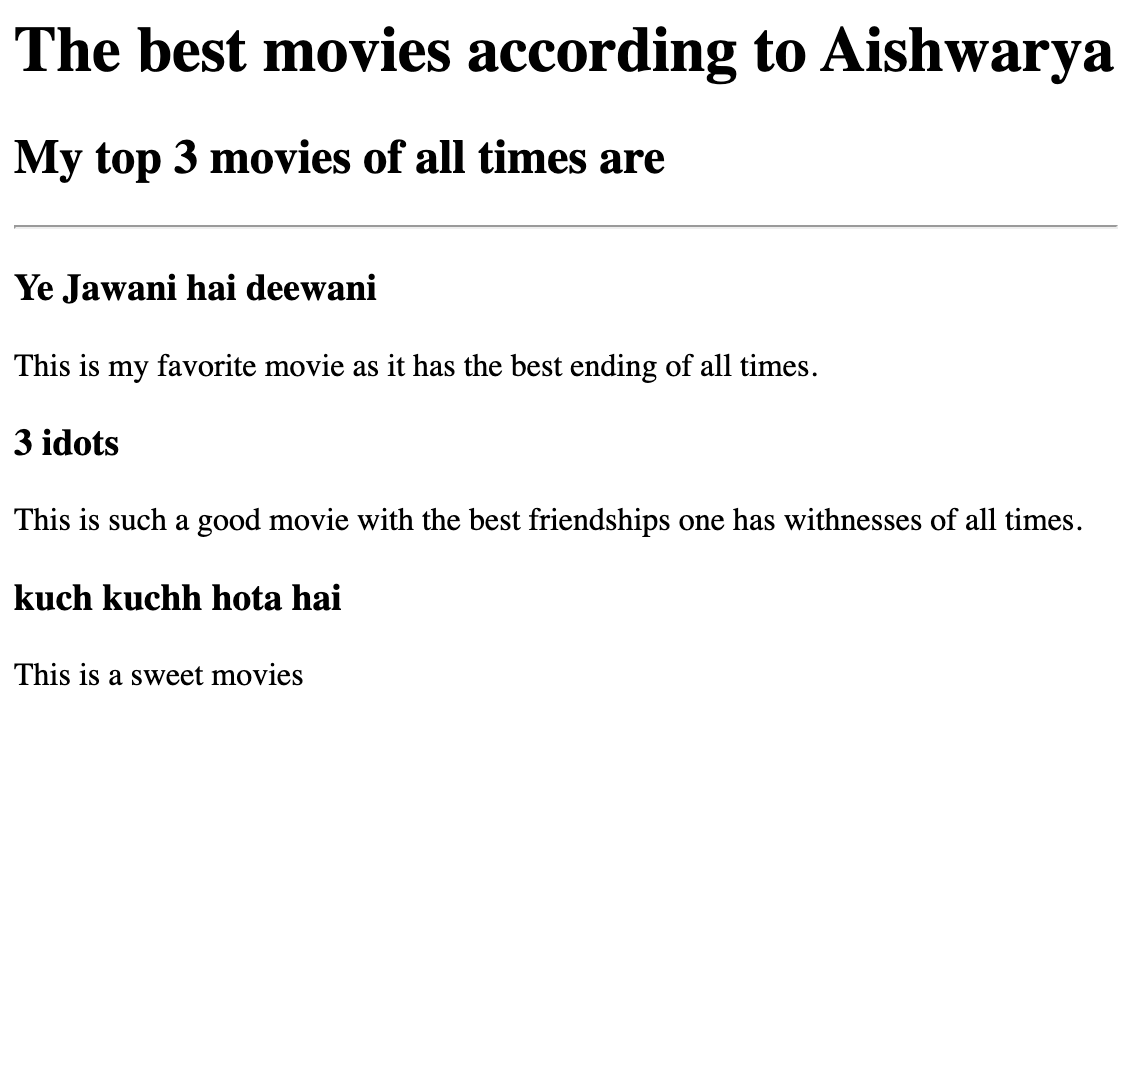 The best movies according to Aishwarya
My top 3 movies of all times are
Ye Jawani hai deewani
This is my favorite movie as it has the best ending of all times.
3 idots
This is such a good movie with the best friendships one has withnesses of all times.
kuch kuchh hota hai
This is a sweet movies